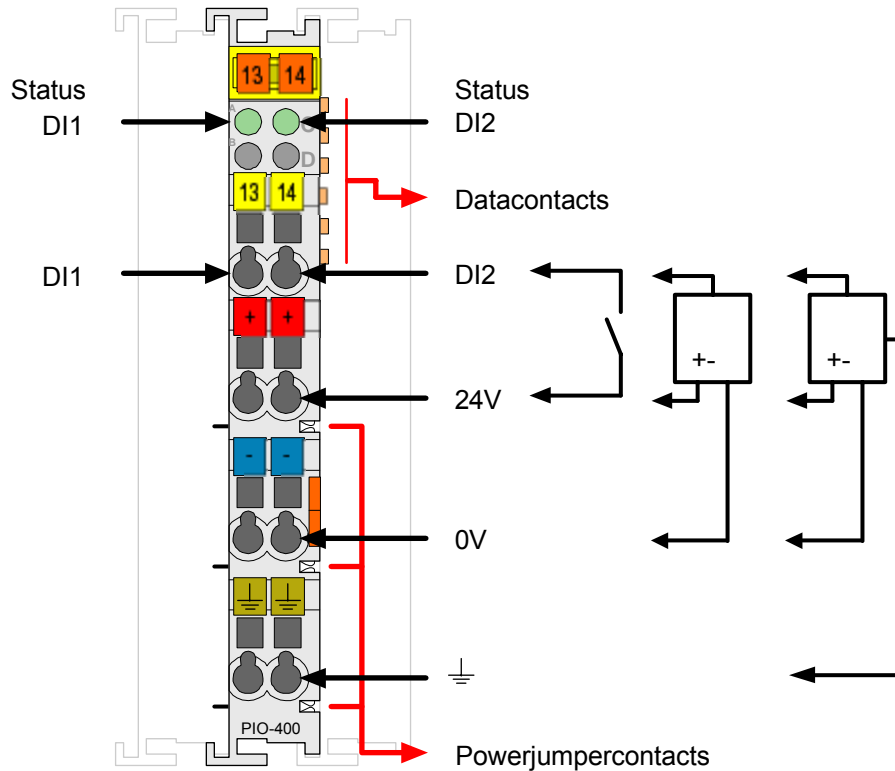 13 14
Status
DI1
Status
DI2
A
C
B
D
13 14
Datacontacts
DI1
DI2
+ +
+-
+-
24V
- -
0V
PIO-400
Powerjumpercontacts